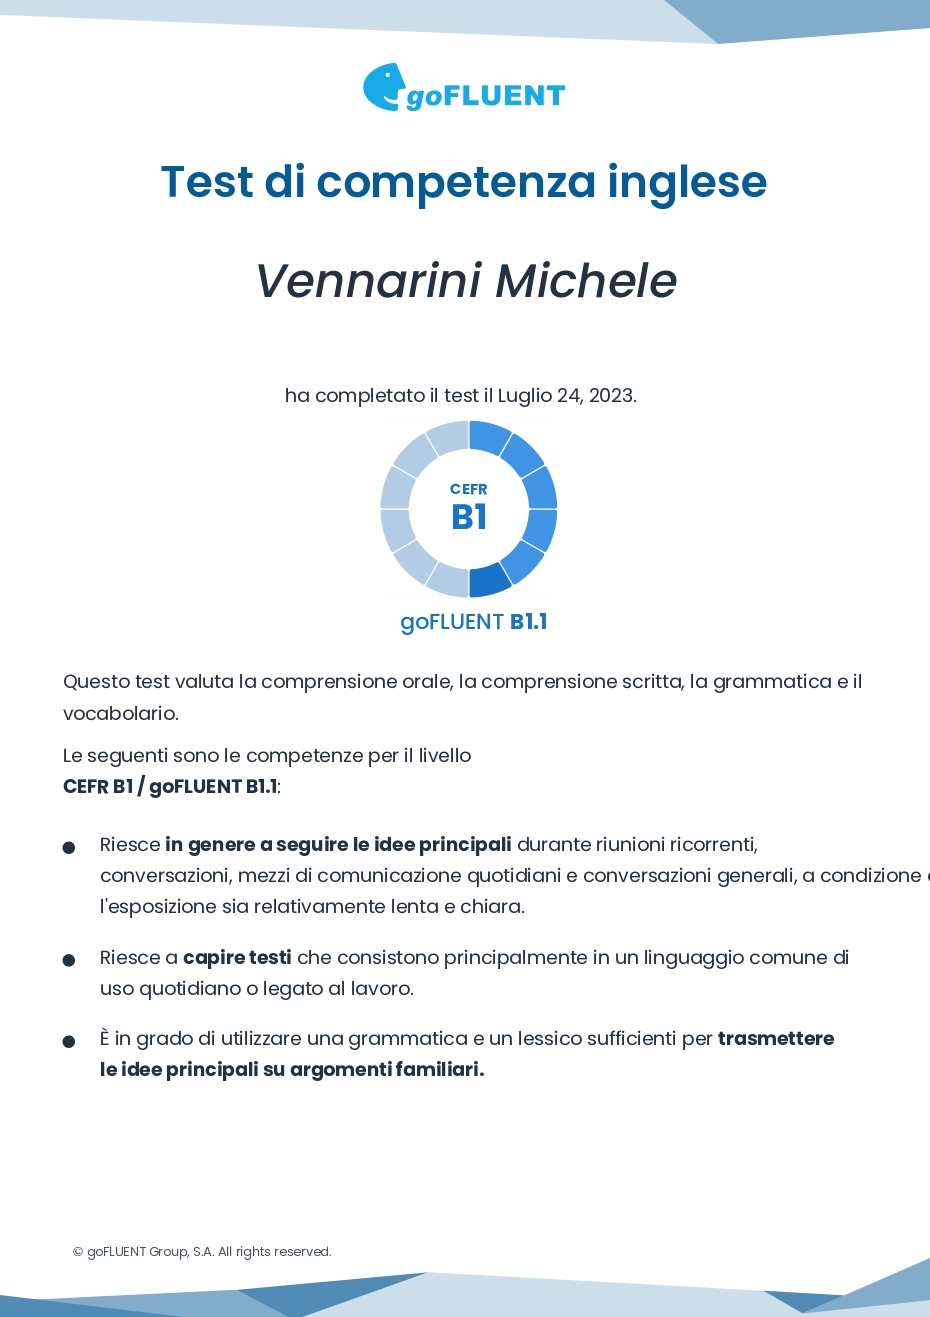 goFLUENT
Test di competenza inglese
Vennarini Michele
ha completato il test il Luglio 24, 2023.
CEFR
B1
goFLUENT B1.1
Questo test valuta la comprensione orale, la comprensione scritta, la grammatica e il
vocabolario.
Le seguenti sono le competenze per il livello
CEFR B1 / goFLUENT B1.1:
● Riesce in genere a seguire le idee principali durante riunioni ricorrenti,
conversazioni, mezzi di comunicazione quotidiani e conversazioni generali, a condizione
l'esposizione sia relativamente lenta e chiara.
● Riesce a capire testi che consistono principalmente in un linguaggio comune di
uso quotidiano o legato al lavoro.
● È in grado di utilizzare una grammatica e un lessico sufficienti per trasmettere
le idee principali su argomenti familiari.
© goFLUENT Group, S.A. All rights reserved.